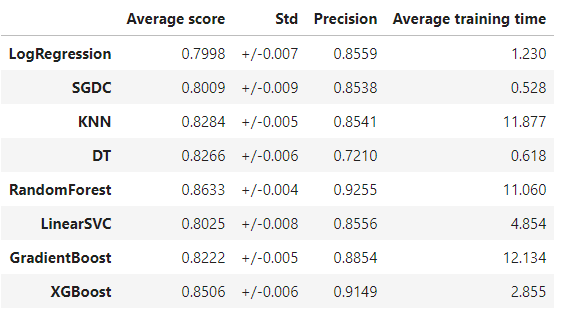 Average score Std Precision Average training time
LogRegression 0.7998 +/-0.007 0.8559 1.230
SGDC 0.8009 +/-0.009 0.8538 0.528
KNN 0.8284 +/-0.005 0.8541 11.877
DT 0.8266 +/-0.006 0.7210 0.618
RandomForest 0.8633 +/-0.004 0.9255 11.060
LinearSVC 0.8025 +/-0.008 0.8556 4.854
GradientBoost 0.8222 +/-0.005 0.8854 12.134
XGBoost 0.8506 +/-0.006 0.9149 2.855